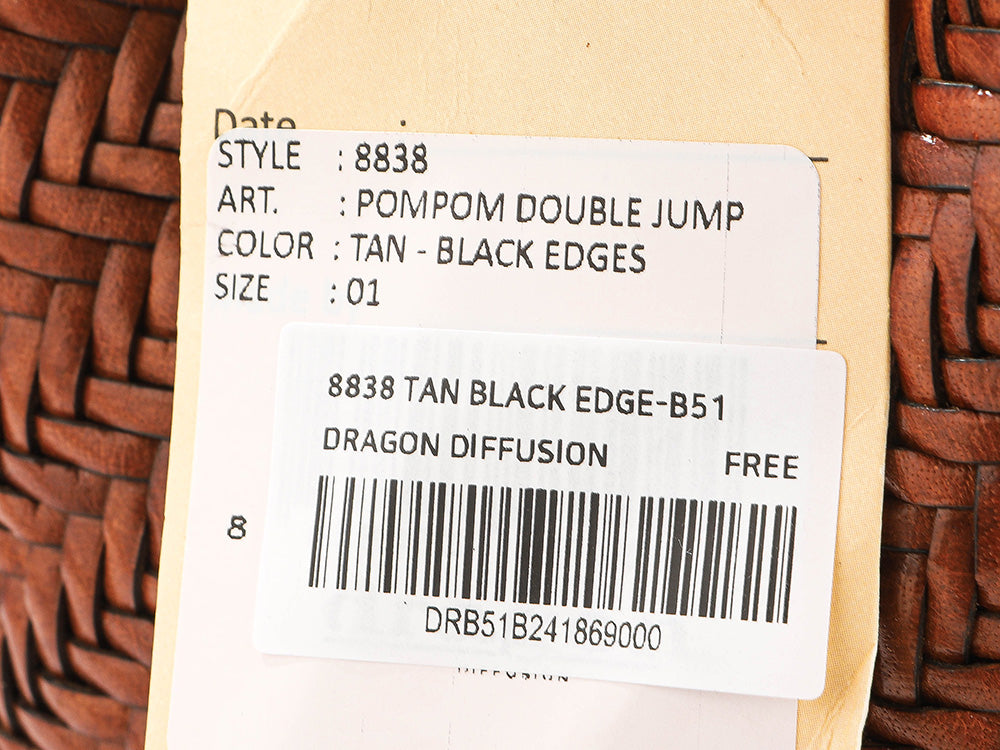 Date :
STYLE : 8838
ART. : POMPOM DOUBLE JUMP
COLOR : TAN - BLACK EDGES
SIZE : 01
8838 TAN BLACK EDGE-B51
DRAGON DIFFUSION FREE
8
DRB51B241869000
DIFFUSION